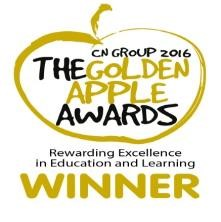 CN GROUP 2016
THE GOLDEN
APPLE
AWARDS
Rewarding Excellence
in Education and Learning
WINNER